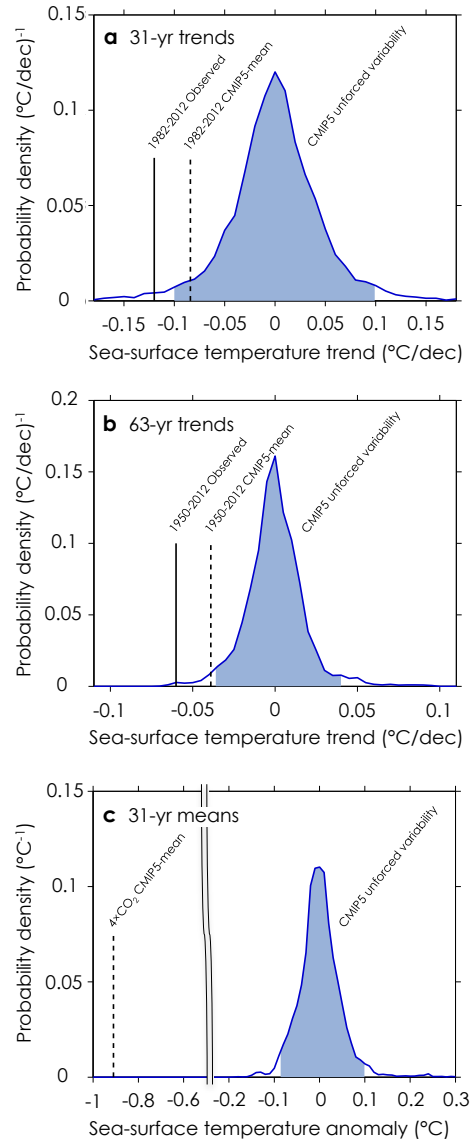 a 31-yr trends
Probability density (°C/dec)-1
0.15
0.1
0.05
0
1982-2012 Observed
1982-2012 CMIP5-mean
CMIP5 unforced variability
-0.15 -0.1 -0.05 0 0.05 0.1 0.15
Sea-surface temperature trend (°C/dec)
b 63-yr trends
Probability density (°C/dec)-1
0.2
0.15
0.1
0.05
0
1950-2012 Observed
1950-2012 CMIP5-mean
CMIP5 unforced variability
-0.1 -0.05 0 0.05 0.1
Sea-surface temperature trend (°C/dec)
c 31-yr means
Probability density (°C-1)
0.15
0.1
0.05
0
4×CO2 CMIP5-mean
CMIP5 unforced variability
-1 -0.8 -0.6 -0.2 -0.1 0 0.1 0.2 0.3
Sea-surface temperature anomaly (°C)